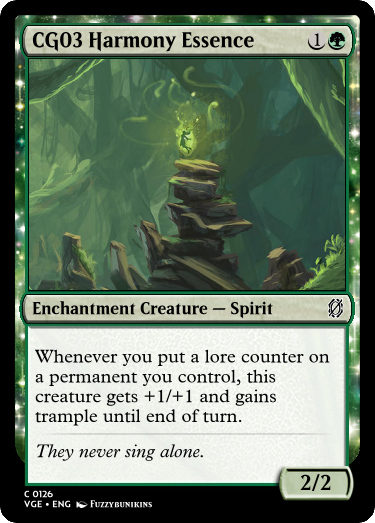 CG03 Harmony Essence 1
Enchantment Creature — Spirit
Whenever you put a lore counter on
a permanent you control, this
creature gets +1/+1 and gains
trample until end of turn.
They never sing alone.
2/2
C 0126
VGE • ENG Fuzzybunikins